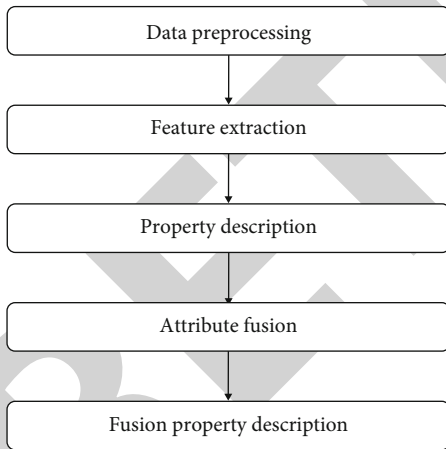 Data preprocessing
Feature extraction
Property description
Attribute fusion
Fusion property description